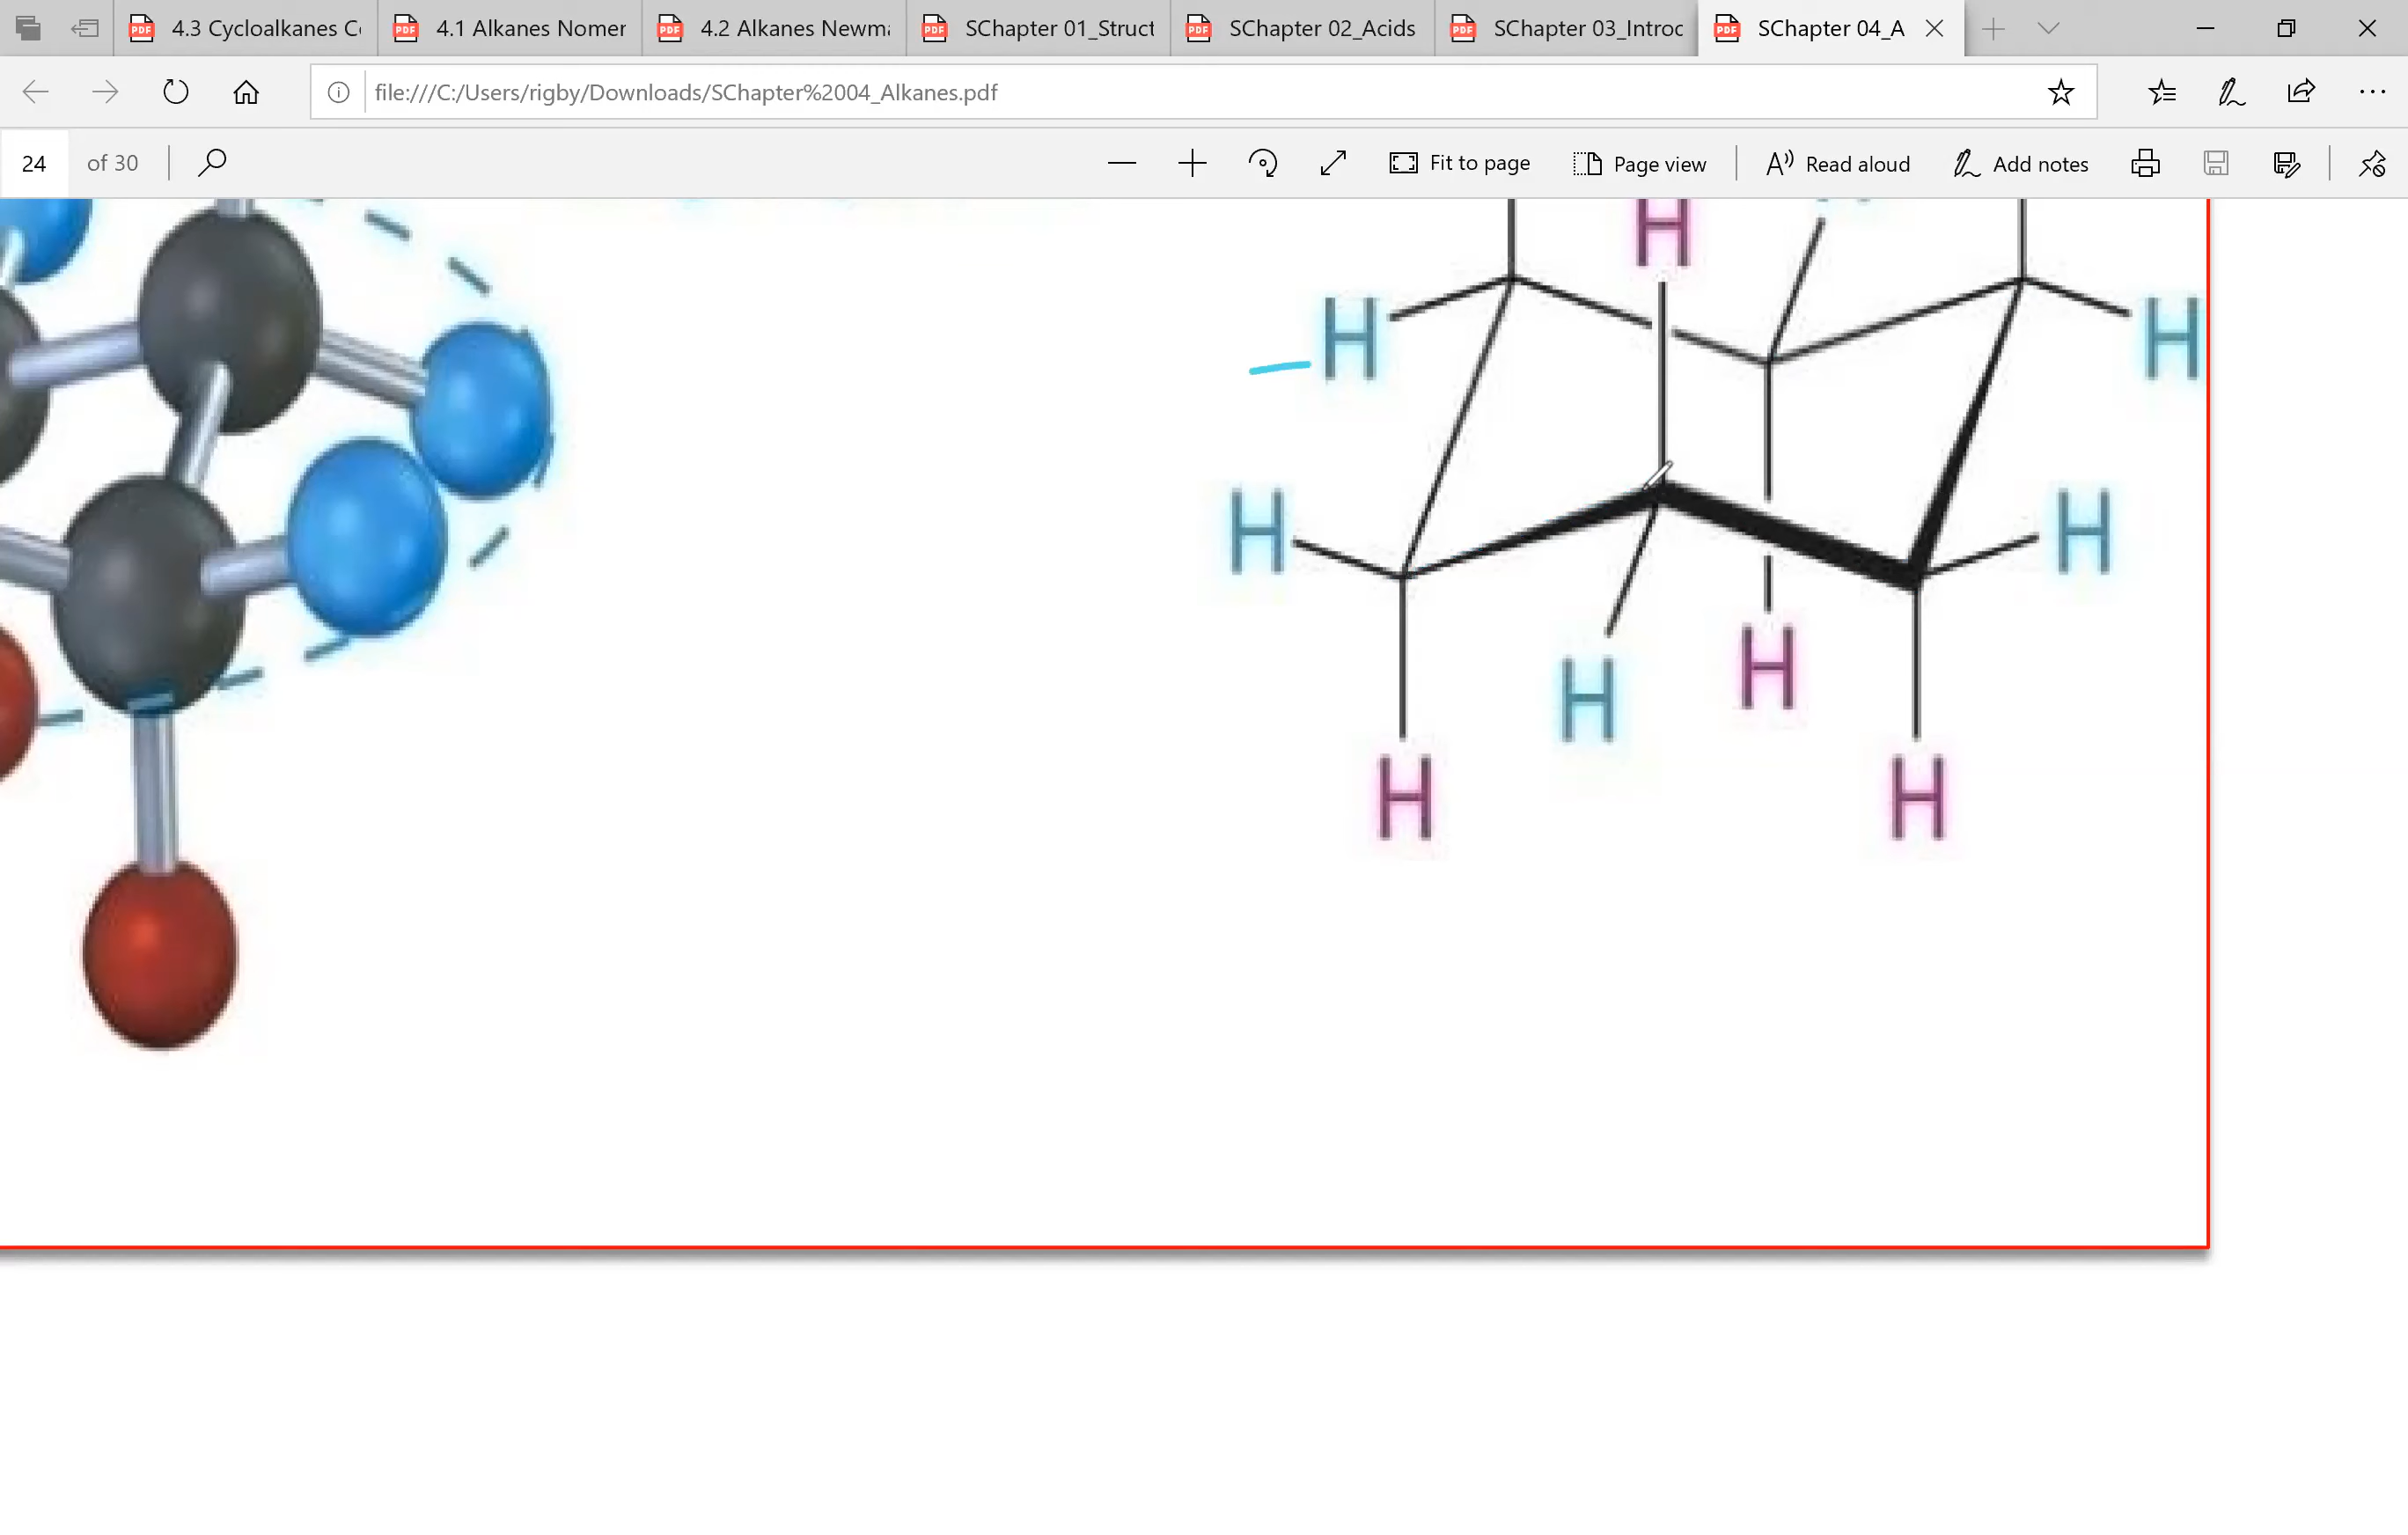 4.3 Cycloalkanes C
4.1 Alkanes Nomer
4.2 Alkanes Newma
SChapter 01_Struct
SChapter 02_Acids
SChapter 03_Introc
SChapter 04_A
file:///C:/Users/rigby/Downloads/SChapter%2004_Alkanes.pdf
24 of 30
Fit to page
Page view
Read aloud
Add notes
H
H H
H H
H H
H H